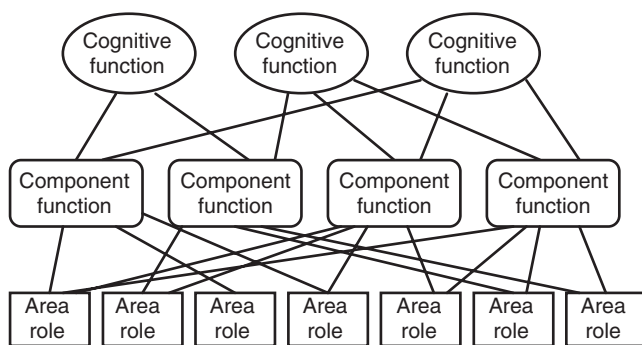 Cognitive
function
Cognitive
function
Cognitive
function
Component
function
Component
function
Component
function
Component
function
Area
role
Area
role
Area
role
Area
role
Area
role
Area
role
Area
role